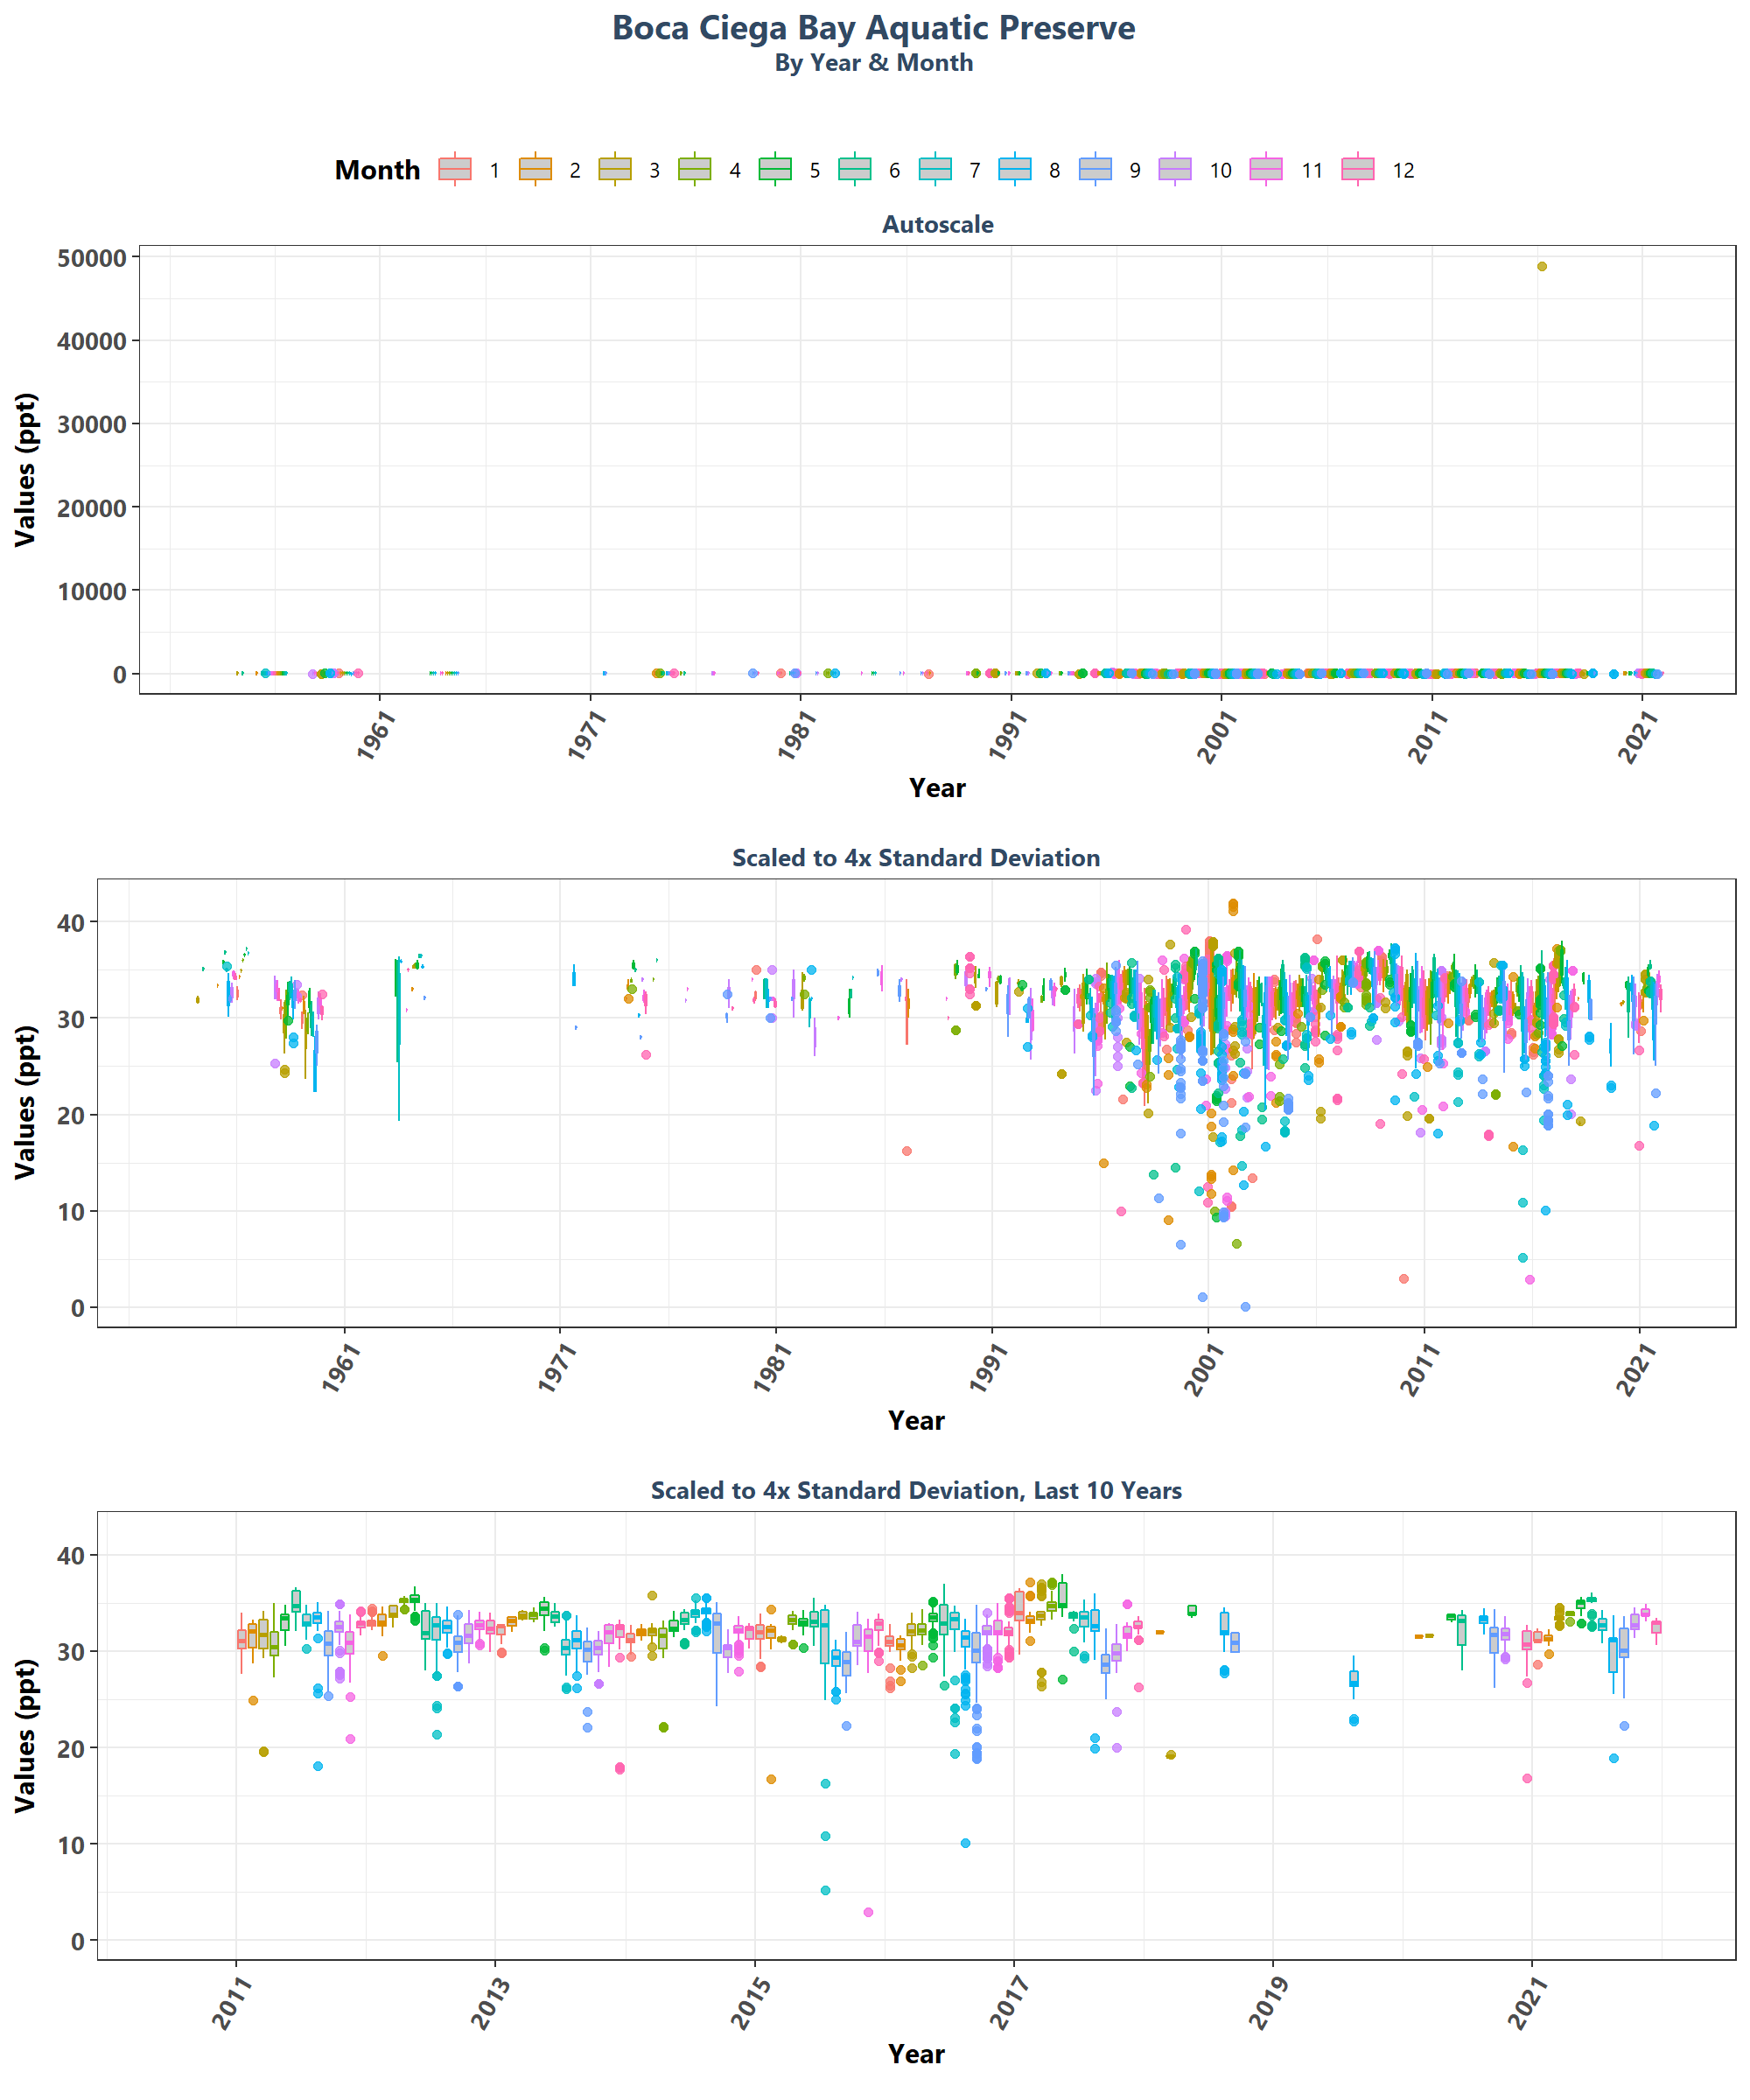 Boca Ciega Bay Aquatic Preserve
By Year & Month
Month 1 2 3 4 5 6 7 8 9 10 11 12
Autoscale
Values (ppt)
50000
40000
30000
20000
10000
0
1961 1971 1981 1991 2001 2011 2021
Year
Scaled to 4x Standard Deviation
Values (ppt)
40
30
20
10
0
1961 1971 1981 1991 2001 2011 2021
Year
Scaled to 4x Standard Deviation, Last 10 Years
Values (ppt)
40
30
20
10
0
2011 2013 2015 2017 2019 2021
Year